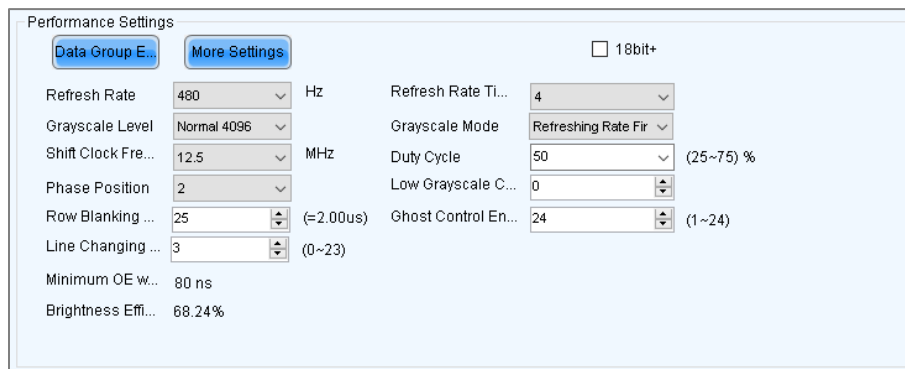 Performance Settings
Data Group E... More Settings 18bit+
Refresh Rate 480 Hz Refresh Rate Ti... 4
Grayscale Level Normal 4096 Grayscale Mode Refreshing Rate Fir
Shift Clock Fre... 12.5 MHz Duty Cycle 50 (25~75) %
Phase Position 2 Low Grayscale C... 0
Row Blanking ... 25 (=2.00us) Ghost Control En... 24 (1~24)
Line Changing ... 3 (0~23)
Minimum OE w... 80 ns
Brightness Effi... 68.24%